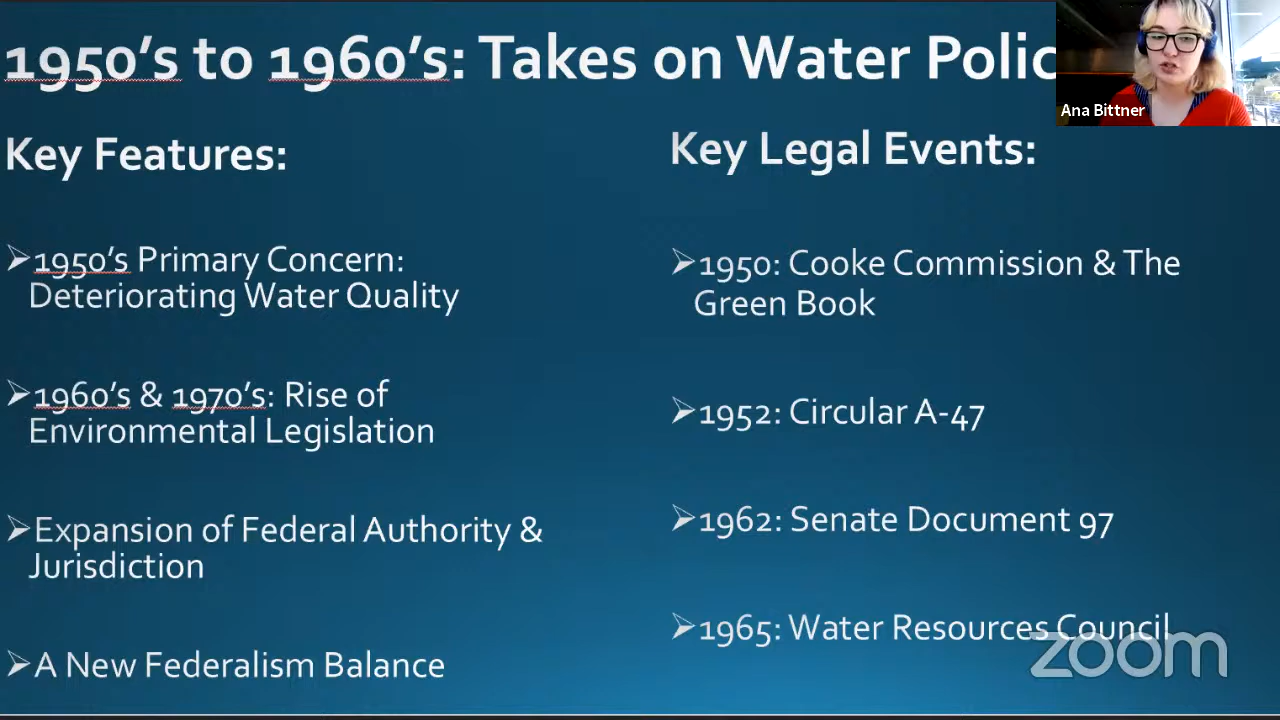 1950's to 1960's: Takes on Water Polic
Ana Bittner
Key Features:
➢1950's Primary Concern:
Deteriorating Water Quality
➢1960's & 1970's: Rise of
Environmental Legislation
➢Expansion of Federal Authority &
Jurisdiction
➢A New Federalism Balance
Key Legal Events:
➢1950: Cooke Commission & The
Green Book
➢1952: Circular A-47
➢1962: Senate Document 97
➢1965: Water Resources Council
zoom